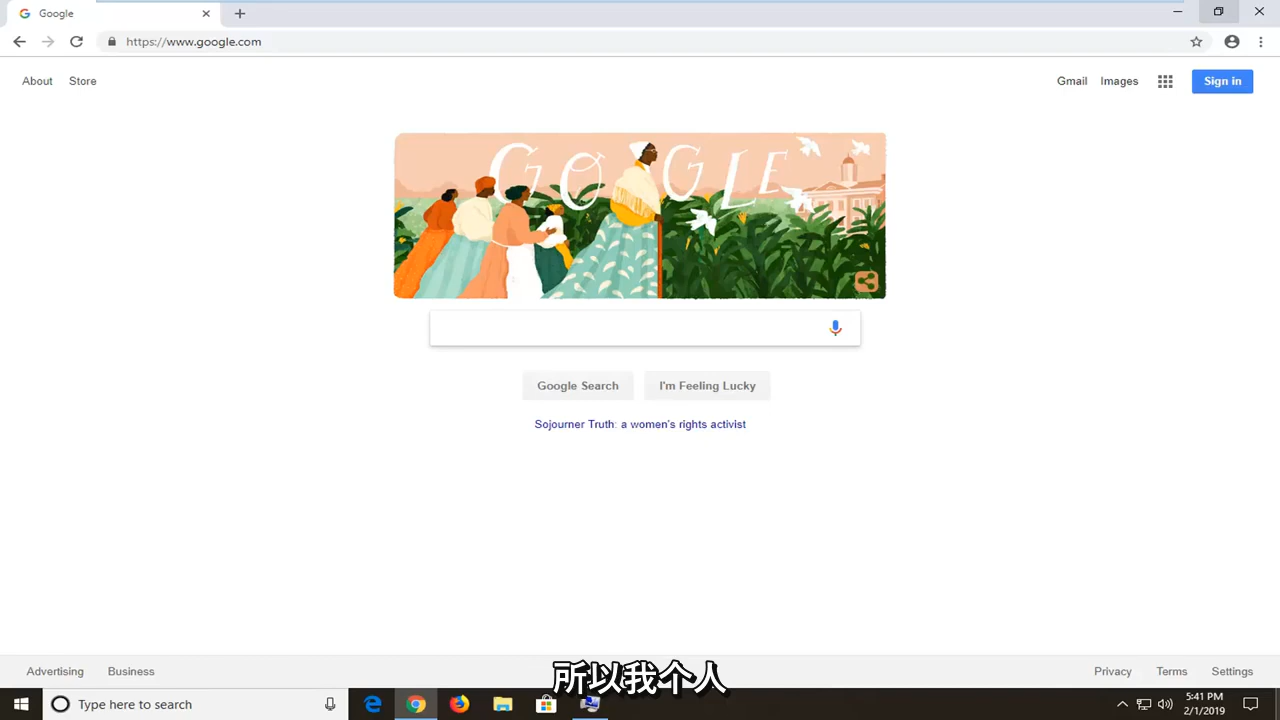 Google
https://www.google.com
About Store
Gmail Images Sign in
GOOGLE
Google Search I'm Feeling Lucky
Sojourner Truth: a women's rights activist
Advertising Business
Privacy Terms Settings
所以我个人
Type here to search
5:41 PM
2/1/2019